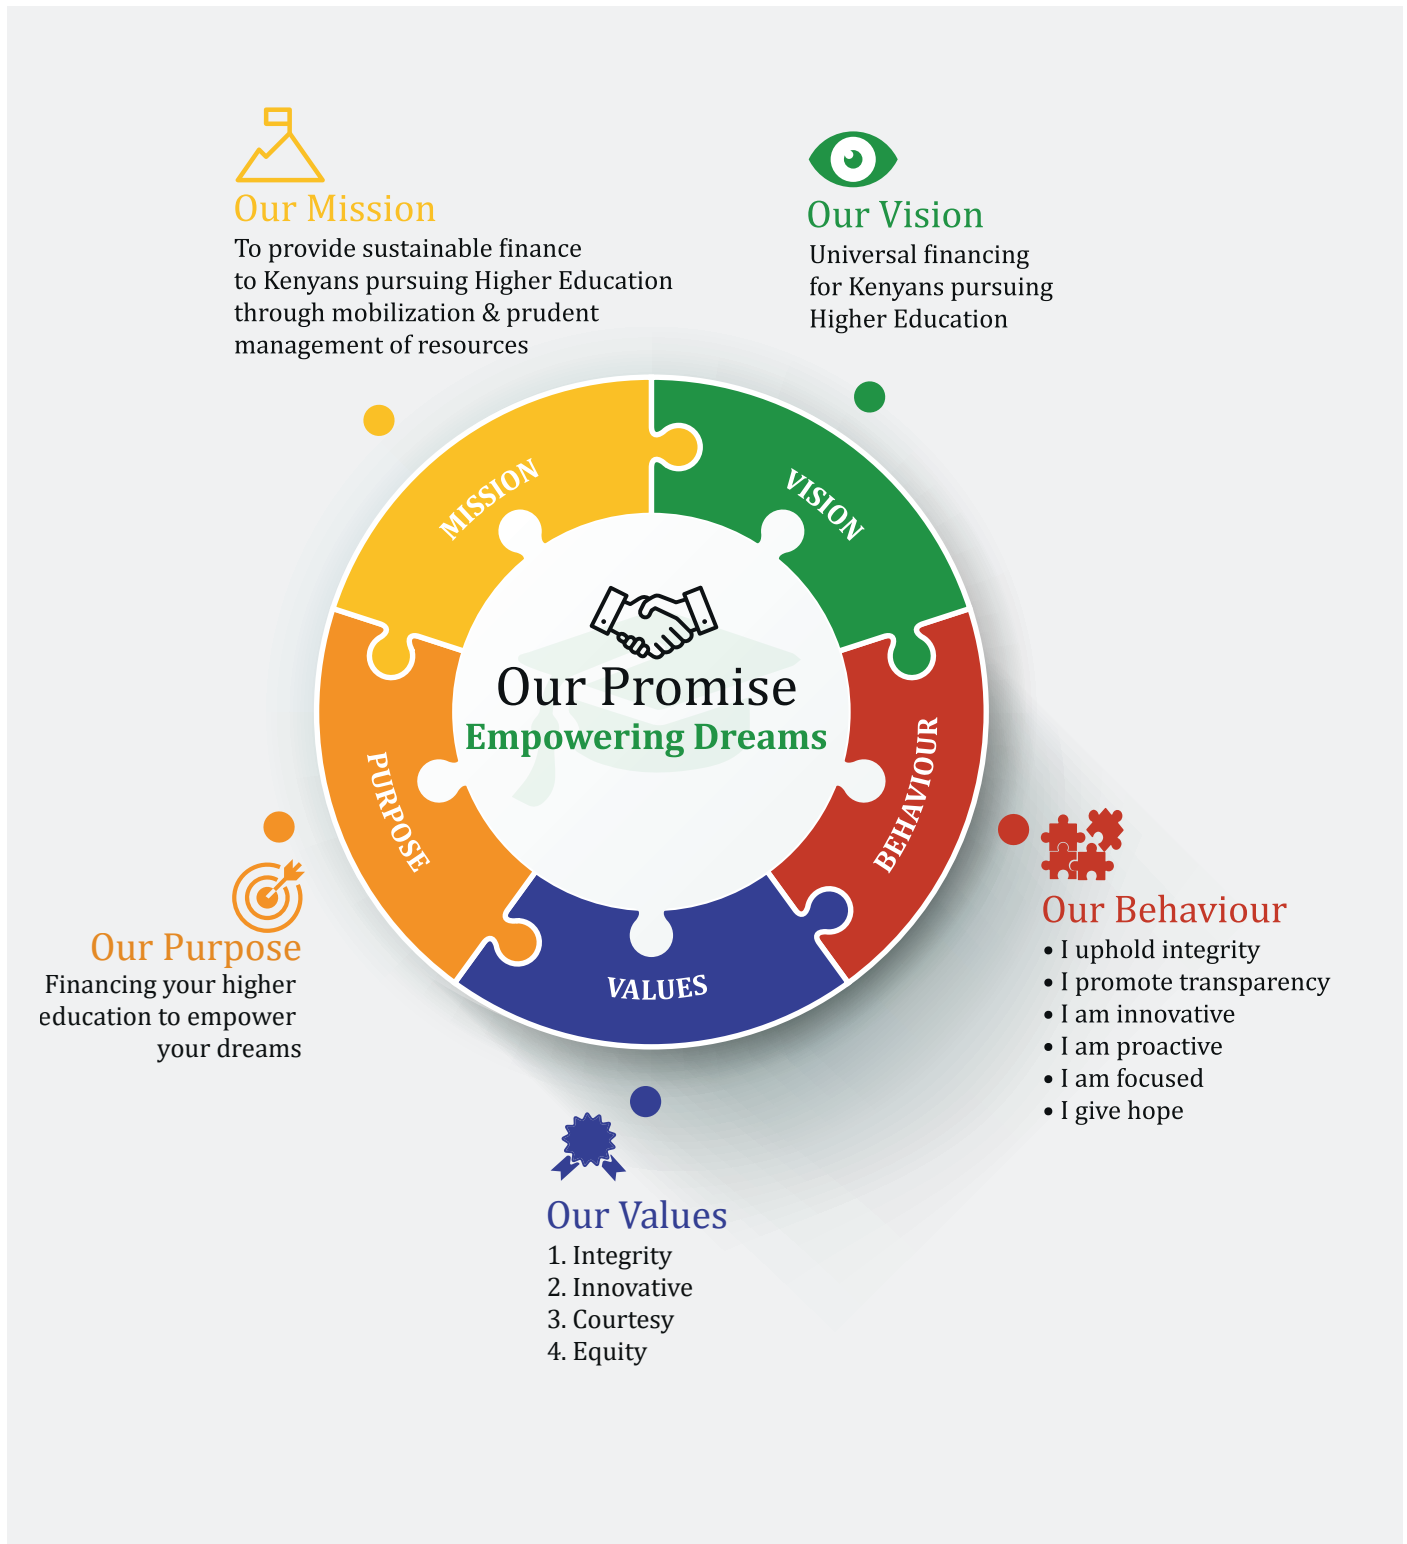 Our Mission
To provide sustainable finance
to Kenyans pursuing Higher Education
through mobilization & prudent
management of resources
Our Vision
Universal financing
for Kenyans pursuing
Higher Education
MISSION
VISION
Our Promise
Empowering Dreams
PURPOSE
BEHAVIOUR
VALUES
Our Purpose
Financing your higher
education to empower
your dreams
Our Behaviour
• I uphold integrity
• I promote transparency
• I am innovative
• I am proactive
• I am focused
• I give hope
Our Values
1. Integrity
2. Innovative
3. Courtesy
4. Equity